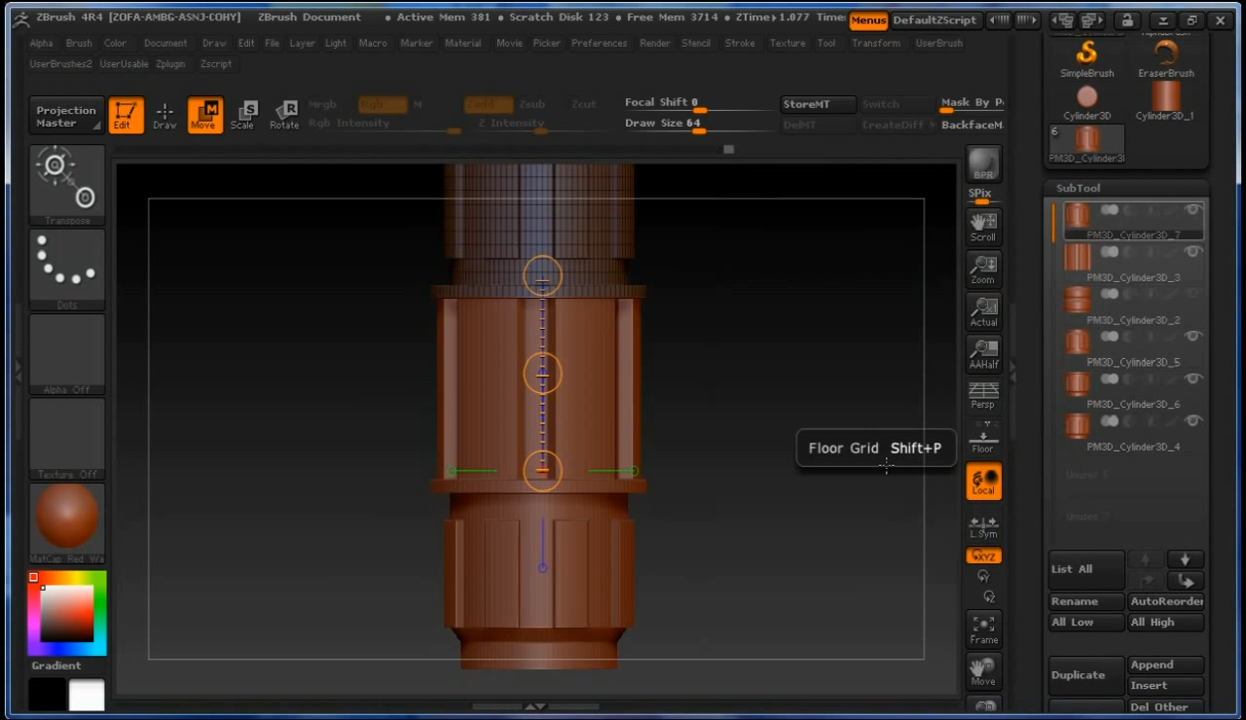 ZBrush 4R4 [ZOFA-AMBG-ASNJ-COHY] ZBrush Document • Active Mem 381 • Scratch Disk 123 • Free Mem 3714 • ZTime▸1.077 Time: Menus DefaultZScript
Alpha Brush Color Document Draw Edit File Layer Light Macro Marker Material Movie Picker Preferences Render Stencil Stroke Texture Tool Transform UserBrush
UserBrushes2 UserUsable Zplugin Zscript
Projection Master
Edit Draw Move Scale Rotate
Mrgb Rgb M Zadd Zsub Zcut
Rgb Intensity Z Intensity
Focal Shift 0
Draw Size 64
StoreMT Switch Mask By P
DelMT CreateDiff BackfaceM
Transpose
Dots
Alpha Off
Texture Off
MatCap Red Wa
Gradient
BPR
SPix
Scroll
Zoom
Actual
AAHalf
Persp
Floor
Local
L.Sym
XYZ
Frame
Move
Floor Grid Shift+P
SimpleBrush EraserBrush
Cylinder3D Cylinder3D_1
6
PM3D_Cylinder3
SubTool
PM3D_Cylinder3D_7
PM3D_Cylinder3D_3
PM3D_Cylinder3D_2
PM3D_Cylinder3D_5
PM3D_Cylinder3D_6
PM3D_Cylinder3D_4
List All
Rename AutoReorder
All Low All High
Duplicate Append
Insert
Del Other